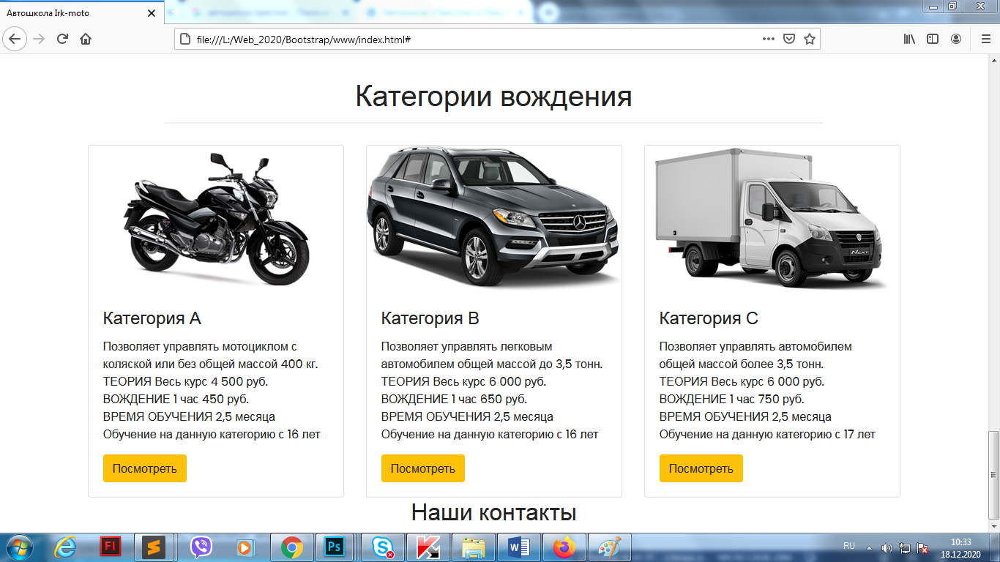 Автошкола Irk-moto
file:///L:/Web_2020/Bootstrap/www/index.html#
Категории вождения
Категория A
Позволяет управлять мотоциклом с
коляской или без общей массой 400 кг.
ТЕОРИЯ Весь курс 4 500 руб.
ВОЖДЕНИЕ 1 час 450 руб.
ВРЕМЯ ОБУЧЕНИЯ 2,5 месяца
Обучение на данную категорию с 16 лет
Посмотреть
Категория B
Позволяет управлять легковым
автомобилем общей массой до 3,5 тонн.
ТЕОРИЯ Весь курс 6 000 руб.
ВОЖДЕНИЕ 1 час 650 руб.
ВРЕМЯ ОБУЧЕНИЯ 2,5 месяца
Обучение на данную категорию с 16 лет
Посмотреть
NEXT
Категория C
Позволяет управлять автомобилем
общей массой более 3,5 тонн.
ТЕОРИЯ Весь курс 6 000 руб.
ВОЖДЕНИЕ 1 час 750 руб.
ВРЕМЯ ОБУЧЕНИЯ 2,5 месяца
Обучение на данную категорию с 17 лет
Посмотреть
Наши контакты
Fl
Ps
RU
10:33
18.12.2020